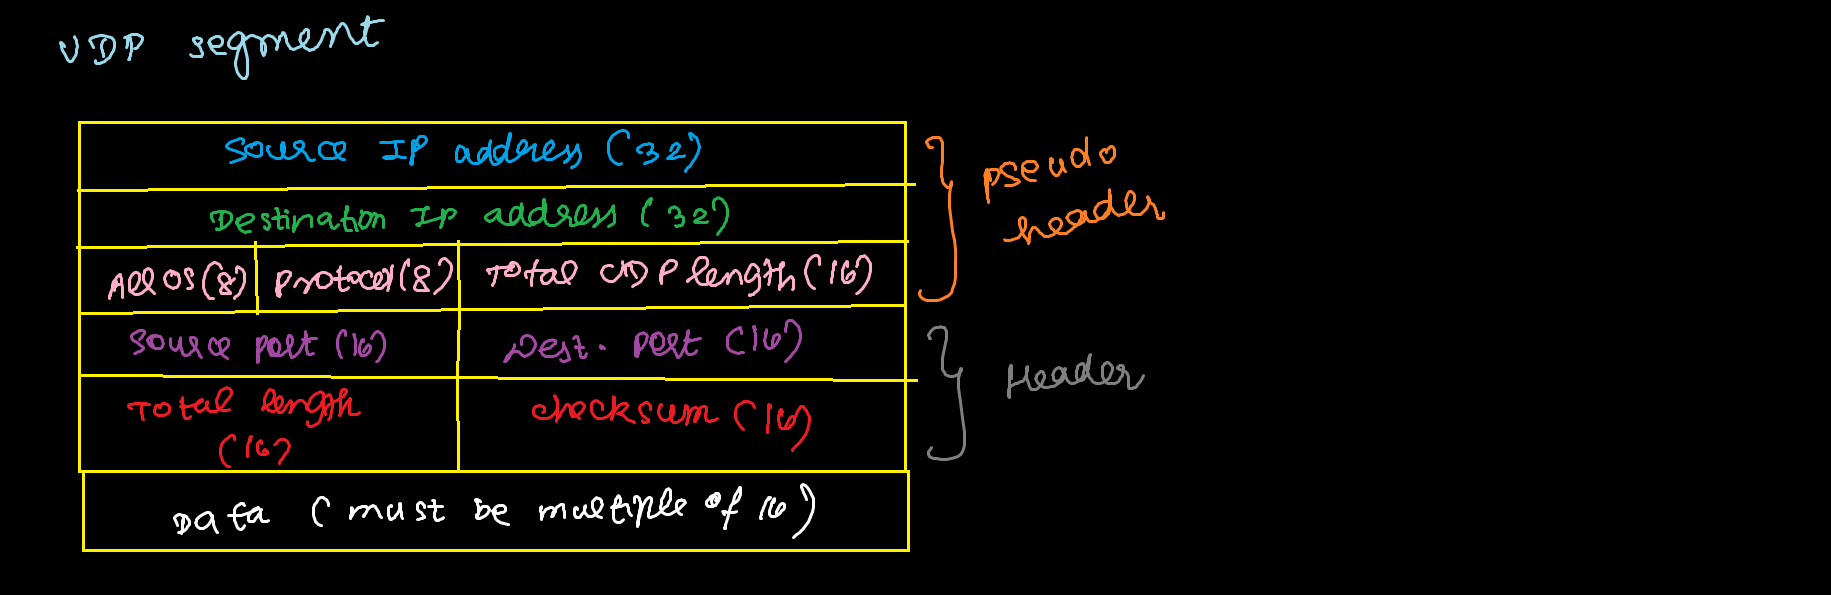 UDP segment
Source IP address (32)
Destination IP address (32)
All 0s (8) Protocol (8) Total UDP length (16)
Source port (16) Dest. port (16)
Total length (16) checksum (16)
Data (must be multiple of 16)
pseudo header
Header